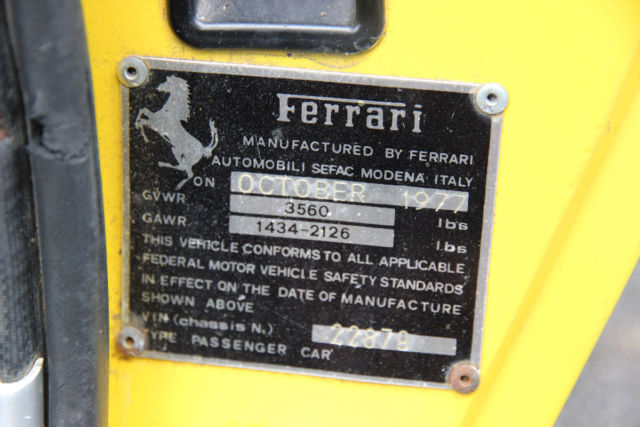 Ferrari
MANUFACTURED BY FERRARI
AUTOMOBILI SEFAC MODENA ITALY
ON OCTOBER 1977
GVWR 3560 lbs
GAWR 1434-2126 lbs
THIS VEHICLE CONFORMS TO ALL APPLICABLE
FEDERAL MOTOR VEHICLE SAFETY STANDARDS
IN EFFECT ON THE DATE OF MANUFACTURE
SHOWN ABOVE
VIN (chassis N.) 22879
TYPE PASSENGER CAR